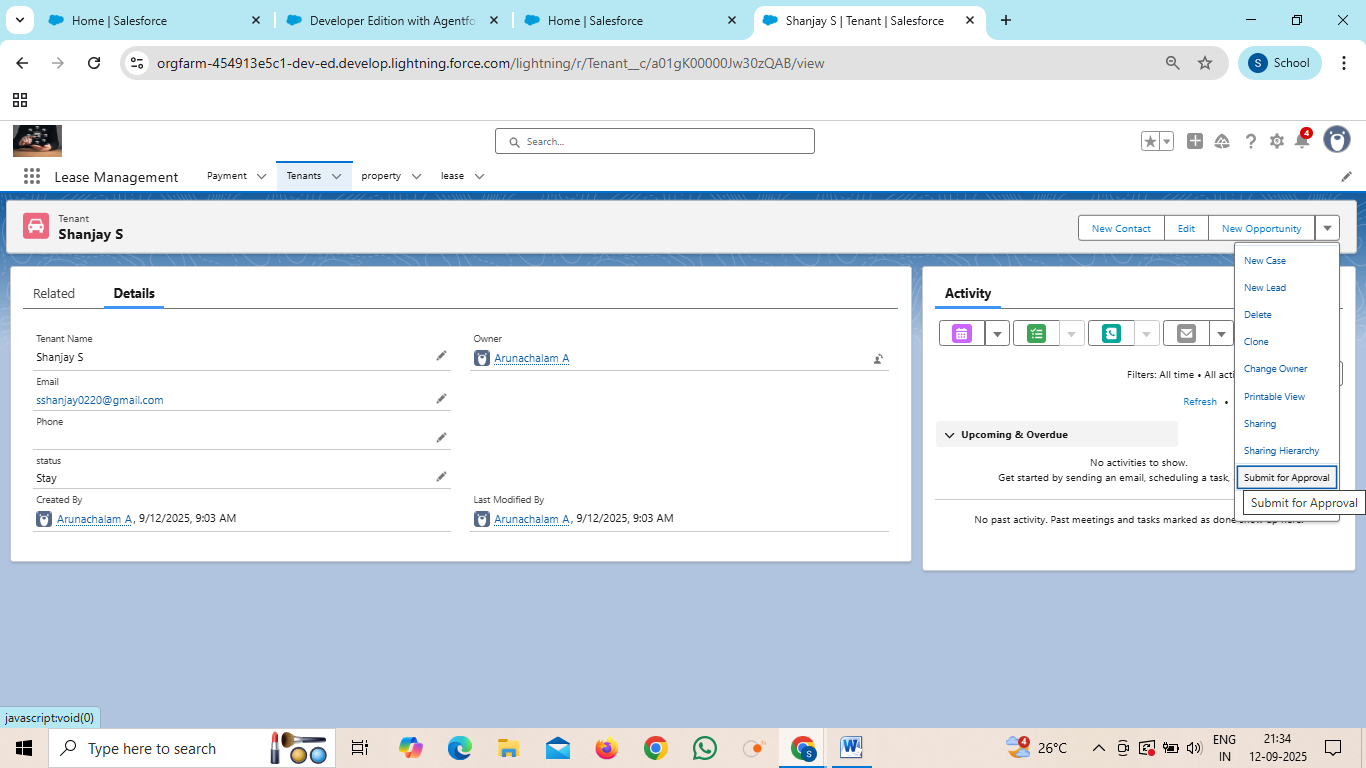 Home | Salesforce
Developer Edition with Agentfo
Home | Salesforce
Shanjay S | Tenant | Salesforce
orgfarm-454913e5c1-dev-ed.develop.lightning.force.com/lightning/r/Tenant__c/a01gK00000Jw30zQAB/view
S School
Search...
4
Lease Management
Payment
Tenants
property
lease
Tenant
Shanjay S
New Contact
Edit
New Opportunity
New Case
New Lead
Delete
Clone
Change Owner
Printable View
Sharing
Sharing Hierarchy
Submit for Approval
Submit for Approval
Related
Details
Tenant Name
Shanjay S
Owner
Arunachalam A
Email
sshanjay0220@gmail.com
Phone
status
Stay
Created By
Arunachalam A, 9/12/2025, 9:03 AM
Last Modified By
Arunachalam A, 9/12/2025, 9:03 AM
Activity
Filters: All time • All acti
Refresh •
Upcoming & Overdue
No activities to show.
Get started by sending an email, scheduling a task,
No past activity. Past meetings and tasks marked as done show up here.
javascript:void(0)
Type here to search
S
4
26°C
ENG
IN
21:34
12-09-2025